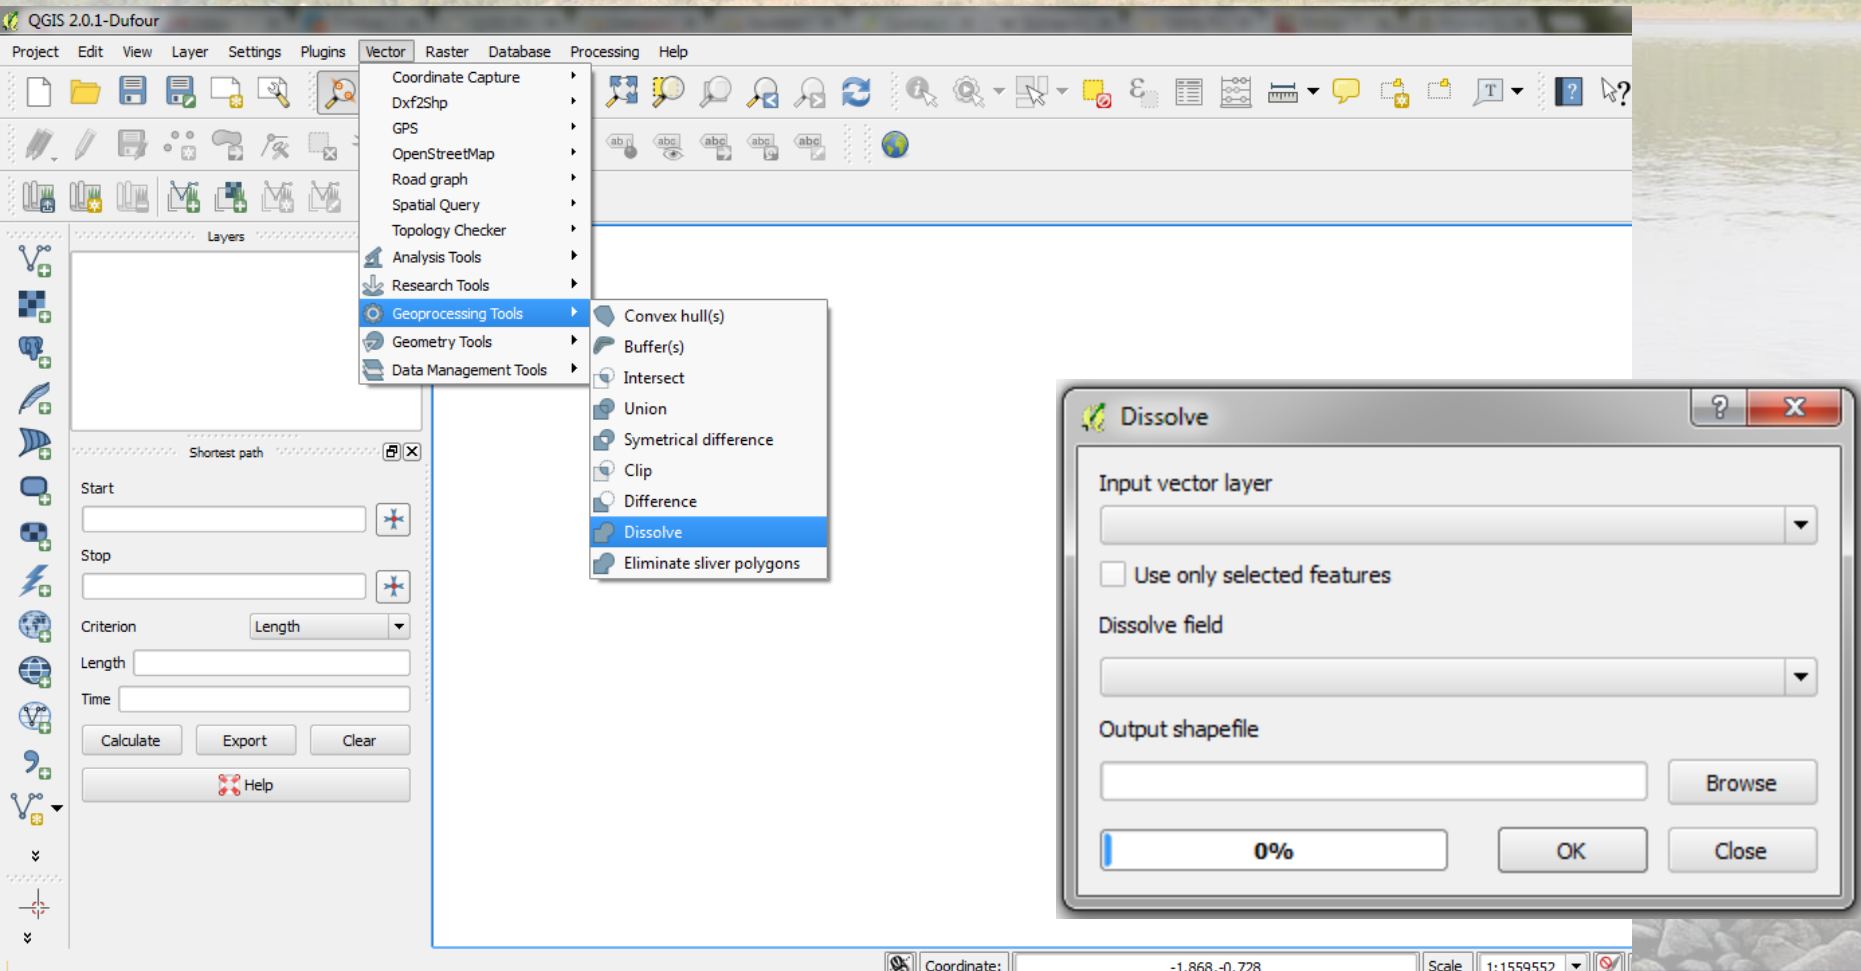 QGIS 2.0.1-Dufour
Project Edit View Layer Settings Plugins Vector Raster Database Processing Help
Coordinate Capture
Dxf2Shp
GPS
OpenStreetMap
Road graph
Spatial Query
Topology Checker
Analysis Tools
Research Tools
Geoprocessing Tools
Geometry Tools
Data Management Tools
Convex hull(s)
Buffer(s)
Intersect
Union
Symetrical difference
Clip
Difference
Dissolve
Eliminate sliver polygons
Layers
Shortest path
Start
Stop
Criterion Length
Length
Time
Calculate Export Clear
Help
Dissolve
Input vector layer
Use only selected features
Dissolve field
Output shapefile
Browse
0% OK Close
Coordinate: -1.868,-0.728 Scale 1:1559552